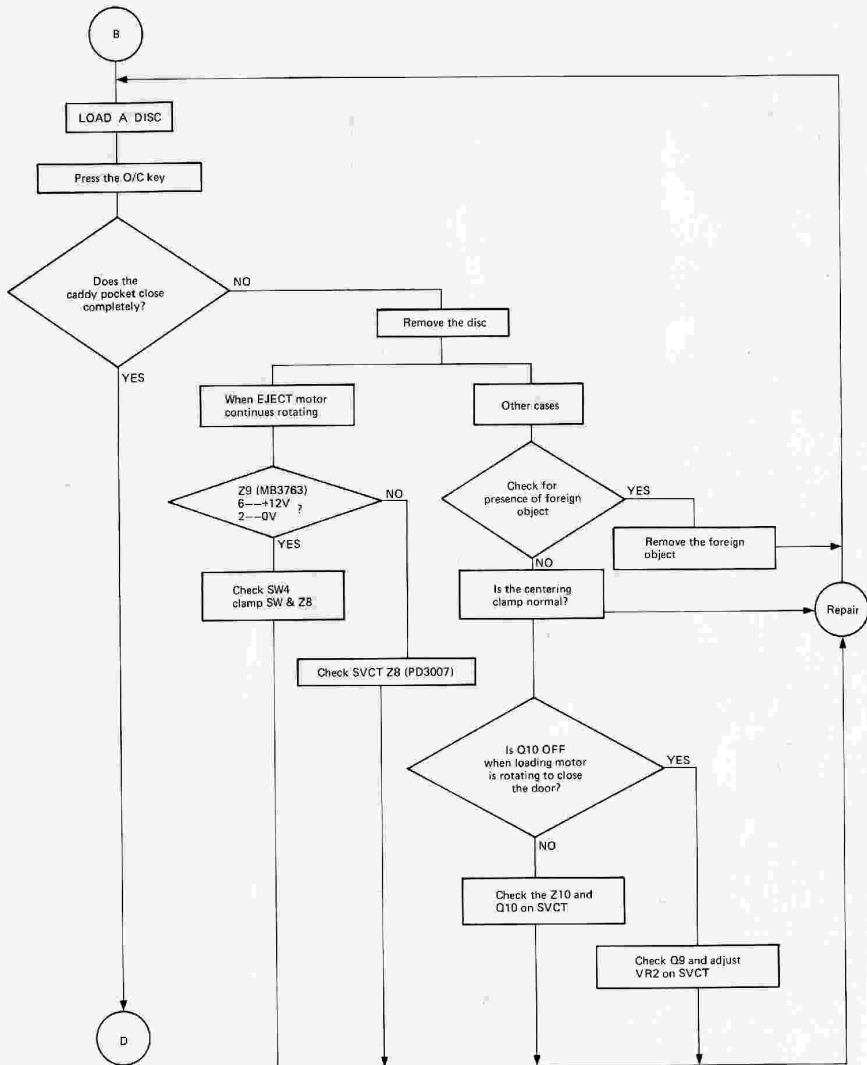 B
LOAD A DISC
Press the O/C key
Does the
caddy pocket close
completely?
NO
YES
Remove the disc
When EJECT motor
continues rotating
Other cases
Z9 (MB3763)
6−−+12V
2−−0V
?
NO
YES
Check for
presence of foreign
object
YES
NO
Remove the foreign
object
Check SW4
clamp SW & Z8
Is the centering
clamp normal?
Repair
Check SVCT Z8 (PD3007)
Is Q10 OFF
when loading motor
is rotating to close
the door?
YES
NO
Check the Z10 and
Q10 on SVCT
Check Q9 and adjust
VR2 on SVCT
D